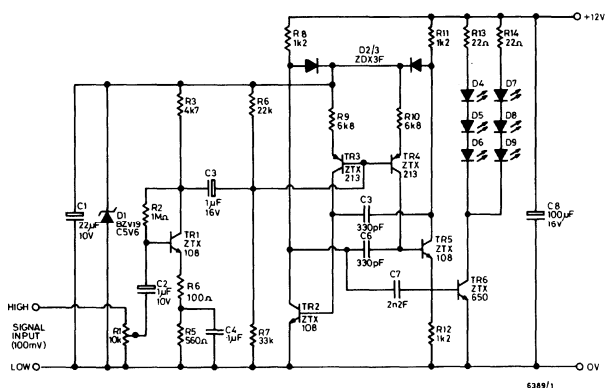 +12V
R8
1k2
D2/3
ZDX3F
R11
1k2
R13
22Ω
R14
22Ω
R3
4k7
R6
22k
R9
6k8
R10
6k8
D4
D7
D5
D8
D6
D9
TR3
ZTX
213
TR4
ZTX
213
C1
22µF
10V
D1
BZV19
C5V6
R2
1MΩ
C3
1µF
16V
TR1
ZTX
108
C3
330pF
C6
330pF
TR5
ZTX
108
C8
100µF
16V
C2
1µF
10V
R6
100Ω
C7
2n2F
TR6
ZTX
650
HIGH
SIGNAL
INPUT
(100mV)
R1
10k
R5
560Ω
C4
·1µF
R7
33k
TR2
ZTX
108
R12
1k2
LOW
0V
6389/1